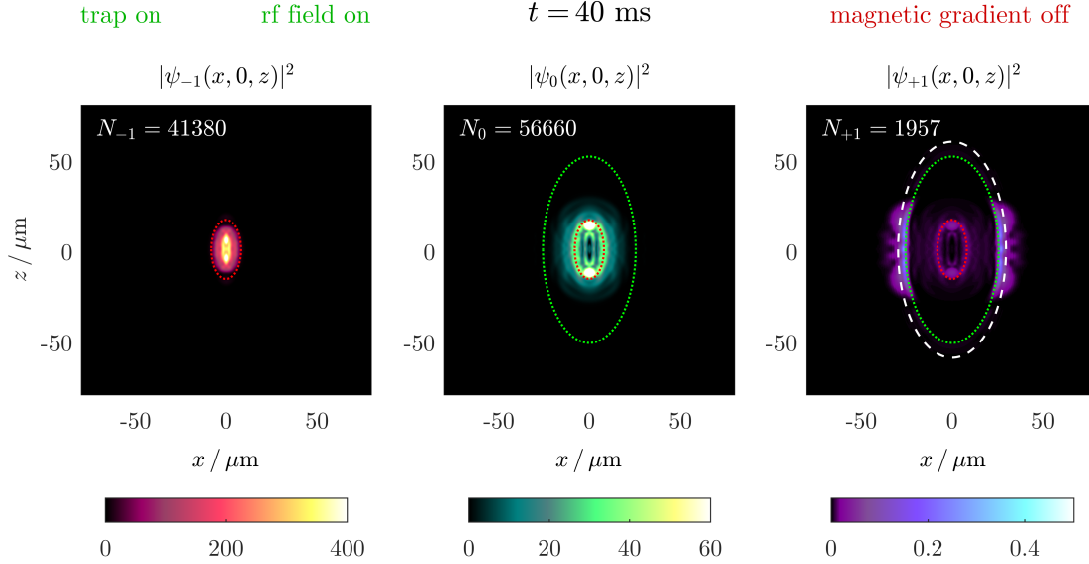 trap on rf field on t = 40 ms magnetic gradient off
|ψ₋₁(x, 0, z)|² |ψ₀(x, 0, z)|² |ψ₊₁(x, 0, z)|²
N₋₁ = 41380 N₀ = 56660 N₊₁ = 1957
50 50 50
z / μm 0 0 0
-50 -50 -50
-50 0 50 -50 0 50 -50 0 50
x / μm x / μm x / μm
0 200 400 0 20 40 60 0 0.2 0.4